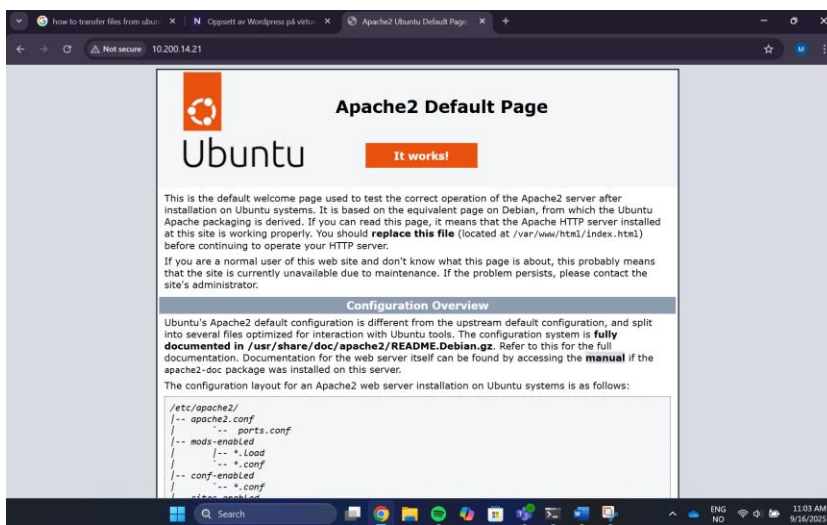 how to transfer files from ubun
Oppsett av Wordpress på virtu
Apache2 Ubuntu Default Page:
Not secure
10.200.14.21
M
Ubuntu
Apache2 Default Page
It works!
This is the default welcome page used to test the correct operation of the Apache2 server after
installation on Ubuntu systems. It is based on the equivalent page on Debian, from which the Ubuntu
Apache packaging is derived. If you can read this page, it means that the Apache HTTP server installed
at this site is working properly. You should replace this file (located at /var/www/html/index.html)
before continuing to operate your HTTP server.
If you are a normal user of this web site and don't know what this page is about, this probably means
that the site is currently unavailable due to maintenance. If the problem persists, please contact the
site's administrator.
Configuration Overview
Ubuntu's Apache2 default configuration is different from the upstream default configuration, and split
into several files optimized for interaction with Ubuntu tools. The configuration system is fully
documented in /usr/share/doc/apache2/README.Debian.gz. Refer to this for the full
documentation. Documentation for the web server itself can be found by accessing the manual if the
apache2-doc package was installed on this server.
The configuration layout for an Apache2 web server installation on Ubuntu systems is as follows:
/etc/apache2/
|-- apache2.conf
|       `--  ports.conf
|-- mods-enabled
|       |-- *.load
|       `-- *.conf
|-- conf-enabled
|       `-- *.conf
|-- sites-enabled
Search
ENG
NO
11:03 AM
9/16/2025